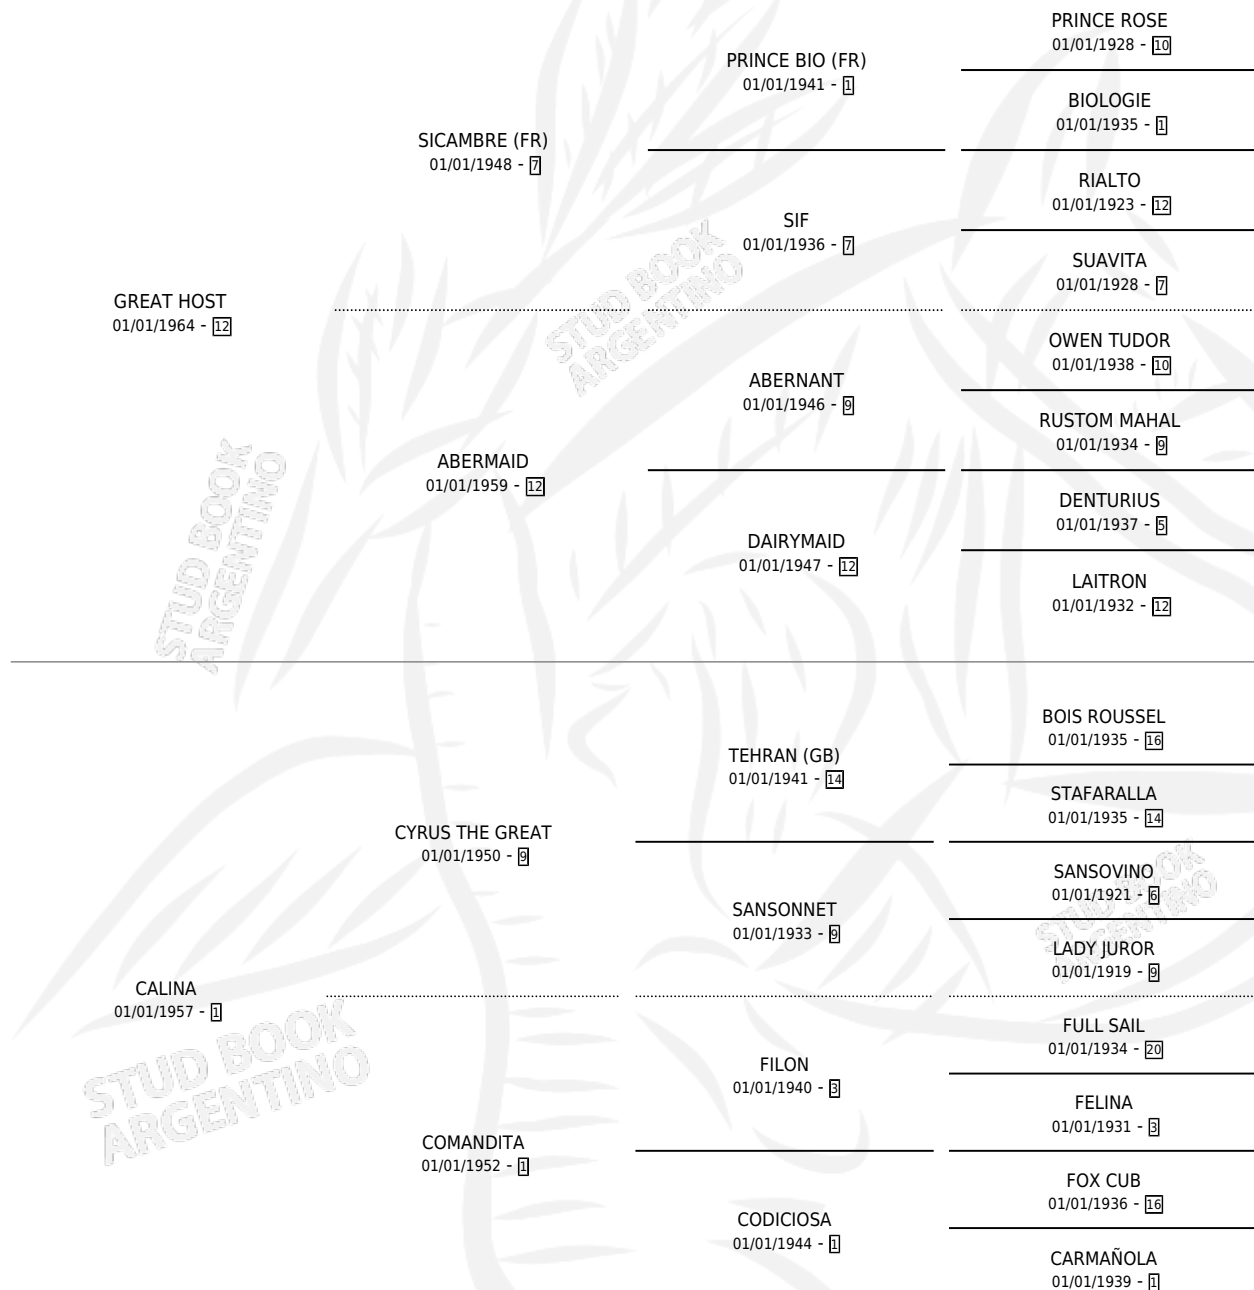 PRINCE ROSE
01/01/1928 - 10
PRINCE BIO (FR)
01/01/1941 - 1
BIOLOGIE
01/01/1935 - 1
SICAMBRE (FR)
01/01/1948 - 7
RIALTO
01/01/1923 - 12
SIF
01/01/1936 - 7
SUAVITA
01/01/1928 - 7
GREAT HOST
01/01/1964 - 12
STUD BOOK
ARGENTINO
OWEN TUDOR
01/01/1938 - 10
ABERNANT
01/01/1946 - 9
RUSTOM MAHAL
01/01/1934 - 9
ABERMAID
01/01/1959 - 12
DENTURIUS
01/01/1937 - 5
DAIRYMAID
01/01/1947 - 12
LAITRON
01/01/1932 - 12
STUD BOOK
ARGENTINO
BOIS ROUSSEL
01/01/1935 - 16
TEHRAN (GB)
01/01/1941 - 14
STAFARALLA
01/01/1935 - 14
CYRUS THE GREAT
01/01/1950 - 9
SANSOVINO
01/01/1921 - 6
SANSONNET
01/01/1933 - 9
LADY JUROR
01/01/1919 - 9
STUD BOOK
ARGENTINO
CALINA
01/01/1957 - 1
FULL SAIL
01/01/1934 - 20
FILON
01/01/1940 - 3
FELINA
01/01/1931 - 3
STUD BOOK
ARGENTINO
COMANDITA
01/01/1952 - 1
FOX CUB
01/01/1936 - 16
CODICIOSA
01/01/1944 - 1
CARMAÑOLA
01/01/1939 - 1